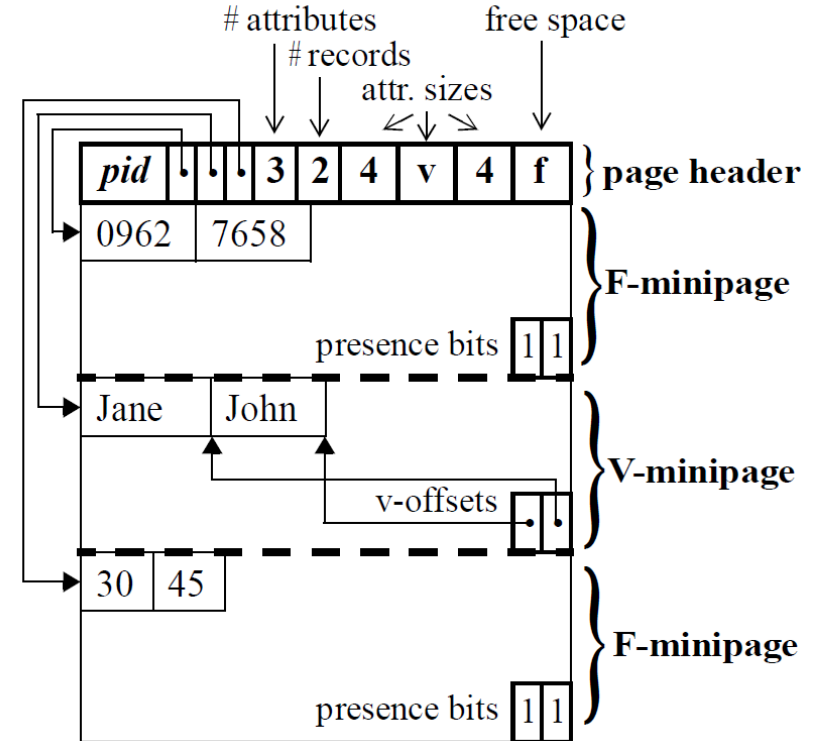 # attributes
free space
# records
attr. sizes
pid 3 2 4 v 4 f
page header
0962 7658
F-minipage
presence bits 1 1
Jane John
V-minipage
v-offsets
30 45
F-minipage
presence bits 1 1